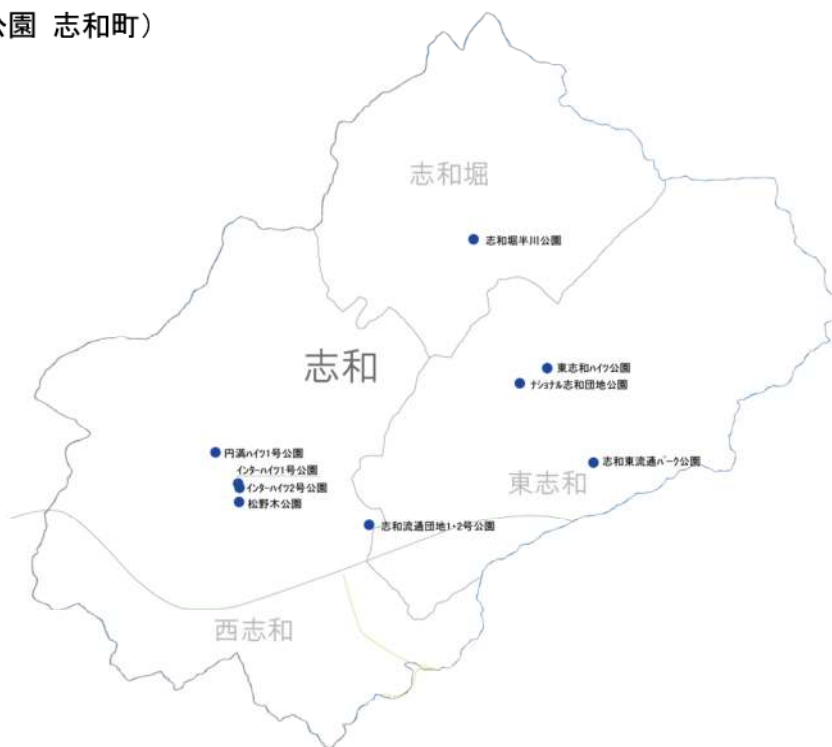 公園 志和町）
志和堀
志和堀半川公園
志和
東志和ハイツ公園
ナショナル志和団地公園
円満ハイツ1号公園
インターハイツ1号公園
インターハイツ2号公園
松野木公園
志和東流通パーク公園
東志和
志和流通団地1・2号公園
西志和